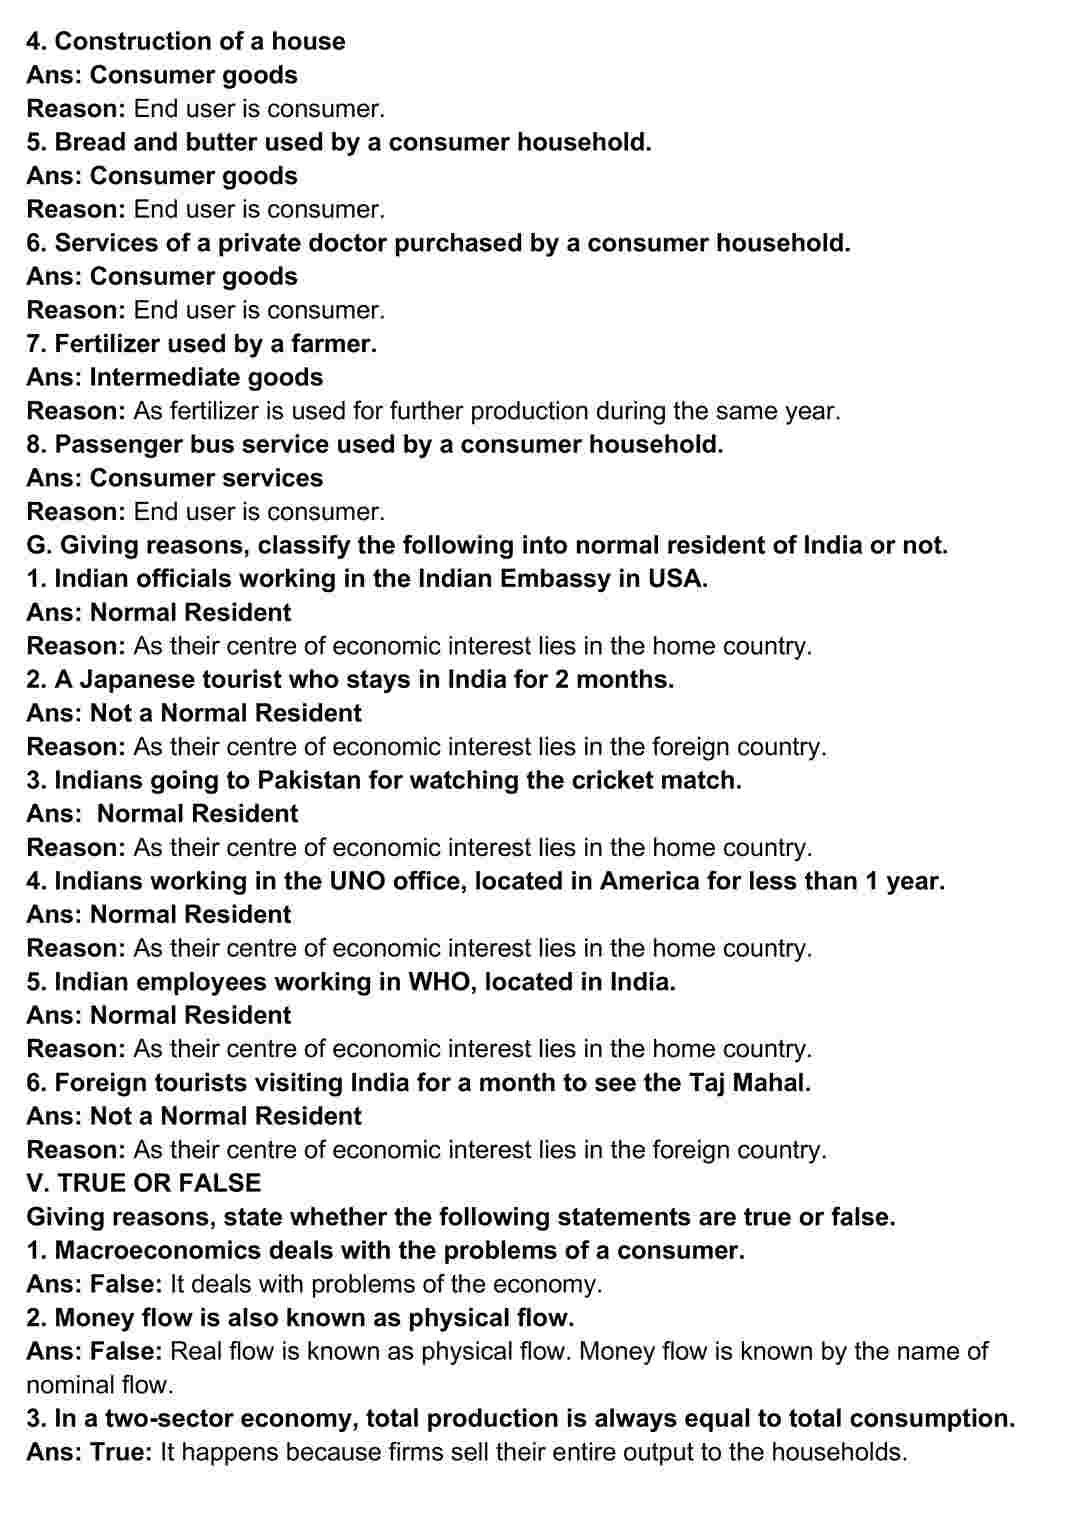 4. Construction of a house
Ans: Consumer goods
Reason: End user is consumer.
5. Bread and butter used by a consumer household.
Ans: Consumer goods
Reason: End user is consumer.
6. Services of a private doctor purchased by a consumer household.
Ans: Consumer goods
Reason: End user is consumer.
7. Fertilizer used by a farmer.
Ans: Intermediate goods
Reason: As fertilizer is used for further production during the same year.
8. Passenger bus service used by a consumer household.
Ans: Consumer services
Reason: End user is consumer.
G. Giving reasons, classify the following into normal resident of India or not.
1. Indian officials working in the Indian Embassy in USA.
Ans: Normal Resident
Reason: As their centre of economic interest lies in the home country.
2. A Japanese tourist who stays in India for 2 months.
Ans: Not a Normal Resident
Reason: As their centre of economic interest lies in the foreign country.
3. Indians going to Pakistan for watching the cricket match.
Ans:  Normal Resident
Reason: As their centre of economic interest lies in the home country.
4. Indians working in the UNO office, located in America for less than 1 year.
Ans: Normal Resident
Reason: As their centre of economic interest lies in the home country.
5. Indian employees working in WHO, located in India.
Ans: Normal Resident
Reason: As their centre of economic interest lies in the home country.
6. Foreign tourists visiting India for a month to see the Taj Mahal.
Ans: Not a Normal Resident
Reason: As their centre of economic interest lies in the foreign country.
V. TRUE OR FALSE
Giving reasons, state whether the following statements are true or false.
1. Macroeconomics deals with the problems of a consumer.
Ans: False: It deals with problems of the economy.
2. Money flow is also known as physical flow.
Ans: False: Real flow is known as physical flow. Money flow is known by the name of
nominal flow.
3. In a two-sector economy, total production is always equal to total consumption.
Ans: True: It happens because firms sell their entire output to the households.